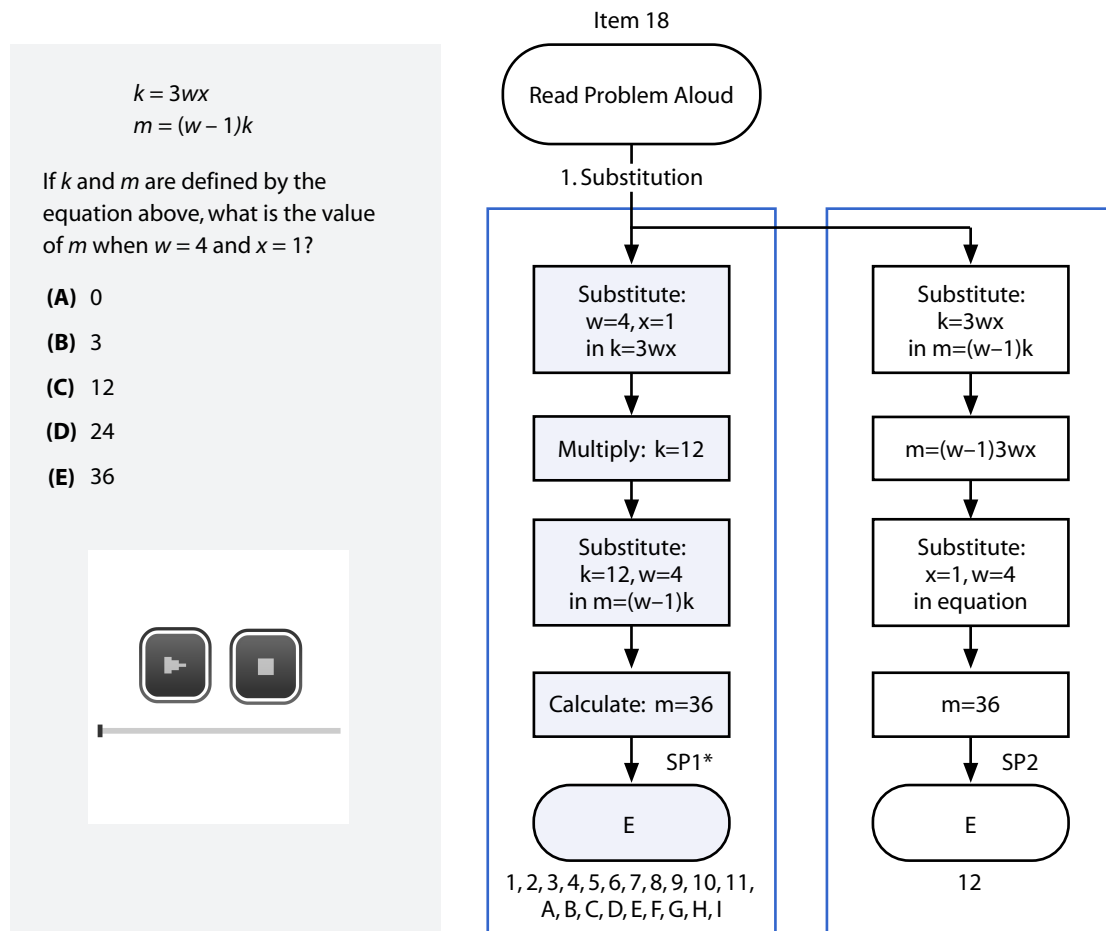 Item 18
k = 3wx
m = (w – 1)k
If k and m are defined by the
equation above, what is the value
of m when w = 4 and x = 1?
(A) 0
(B) 3
(C) 12
(D) 24
(E) 36
Read Problem Aloud
1. Substitution
Substitute:
w=4, x=1
in k=3wx
Multiply: k=12
Substitute:
k=12, w=4
in m=(w–1)k
Calculate: m=36
SP1*
E
1, 2, 3, 4, 5, 6, 7, 8, 9, 10, 11,
A, B, C, D, E, F, G, H, I
Substitute:
k=3wx
in m=(w–1)k
m=(w–1)3wx
Substitute:
x=1, w=4
in equation
m=36
SP2
E
12